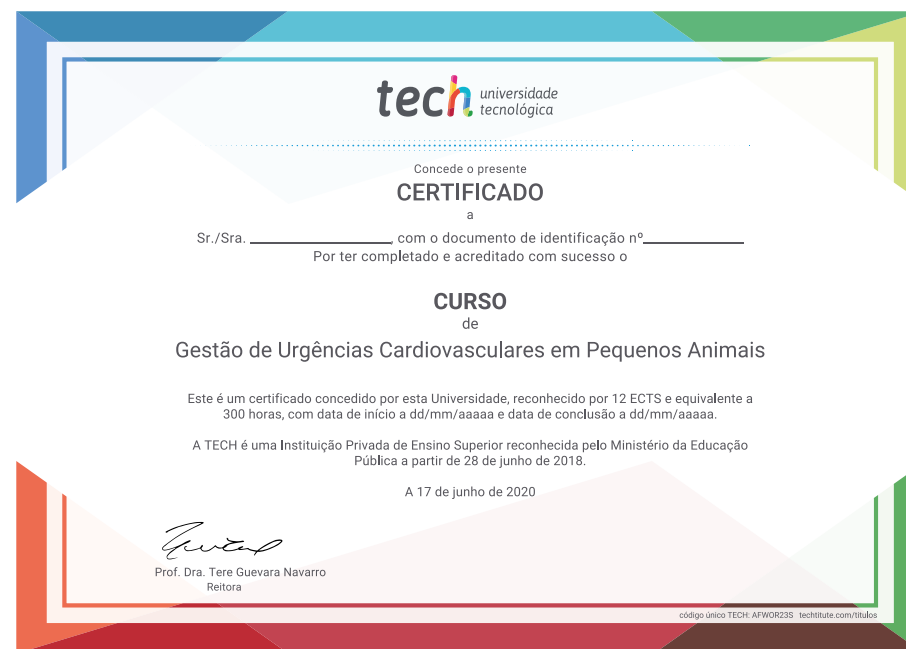 tech universidade
tecnológica
Concede o presente
CERTIFICADO
a
Sr./Sra. ____________________, com o documento de identificação nº______________
Por ter completado e acreditado com sucesso o
CURSO
de
Gestão de Urgências Cardiovasculares em Pequenos Animais
Este é um certificado concedido por esta Universidade, reconhecido por 12 ECTS e equivalente a
300 horas, com data de início a dd/mm/aaaaa e data de conclusão a dd/mm/aaaaa.
A TECH é uma Instituição Privada de Ensino Superior reconhecida pelo Ministério da Educação
Pública a partir de 28 de junho de 2018.
A 17 de junho de 2020
Prof. Dra. Tere Guevara Navarro
Reitora
código único TECH: AFWOR23S techtitute.com/titulos